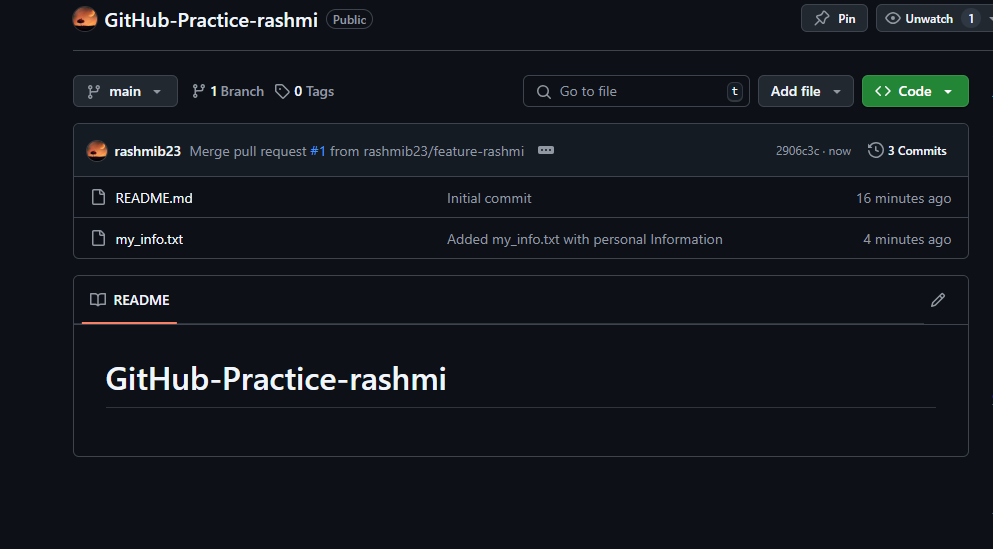 GitHub-Practice-rashmi Public Pin Unwatch 1
main 1 Branch 0 Tags Go to file t Add file Code
rashmib23 Merge pull request #1 from rashmib23/feature-rashmi 2906c3c · now 3 Commits
README.md Initial commit 16 minutes ago
my_info.txt Added my_info.txt with personal Information 4 minutes ago
README
GitHub-Practice-rashmi